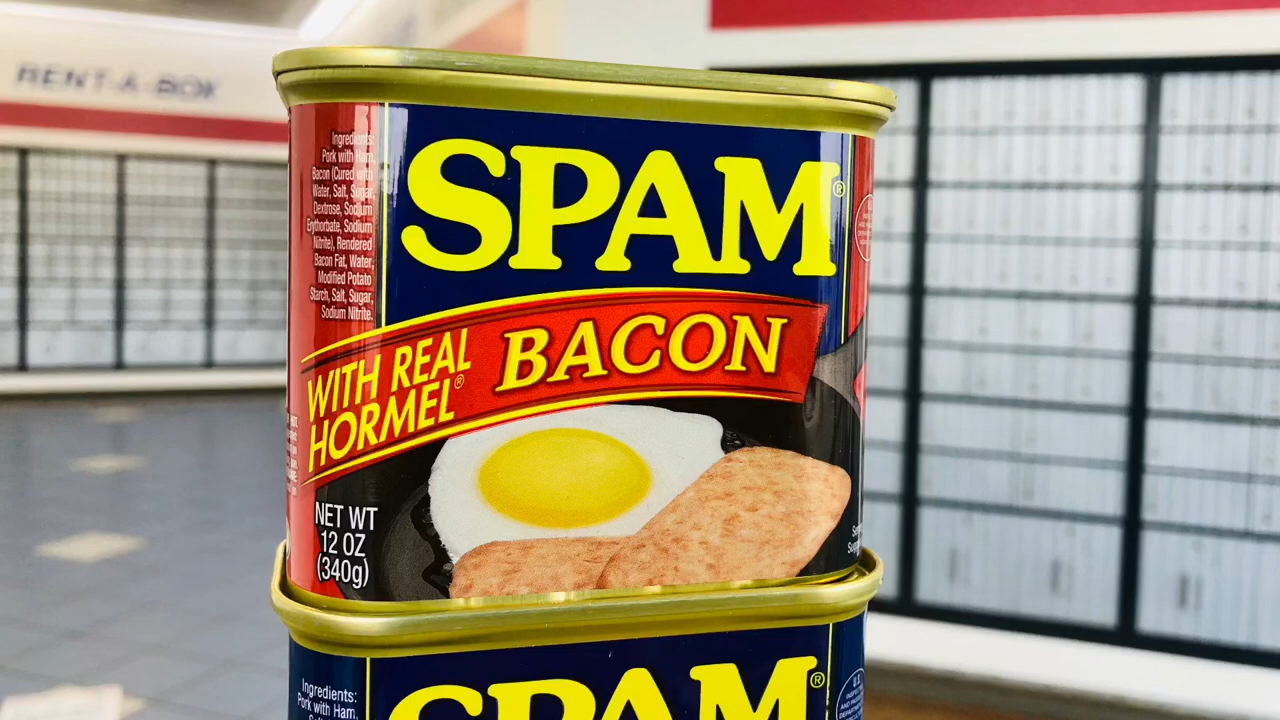 RENT-A-BOX
Ingredients:
Pork with Ham,
Bacon (Cured with
Water, Salt, Sugar,
Dextrose, Sodium
Erythorbate, Sodium
Nitrite), Rendered
Bacon Fat, Water,
Modified Potato
Starch, Salt, Sugar,
Sodium Nitrite.
SPAM®
WITH REAL
HORMEL®
BACON
NET WT
12 OZ
(340g)
Ingredients:
Pork with Ham,
SPAM®
U.S.